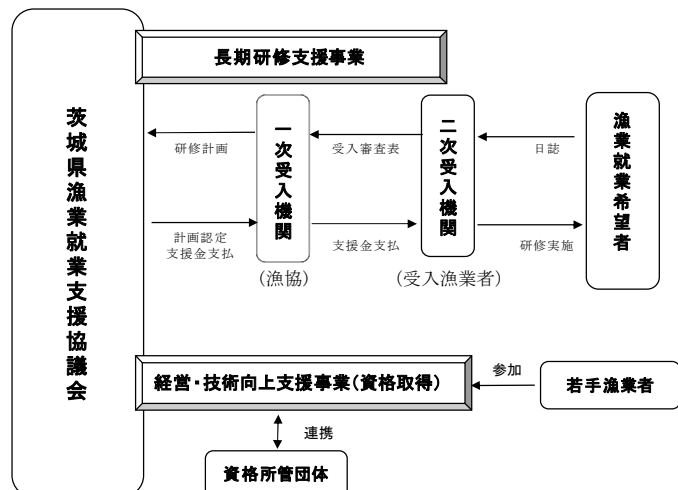 茨城県漁業就業支援協議会
長期研修支援事業
研修計画
計画認定
支援金支払
一次受入機関
(漁協)
受入審査表
支援金支払
二次受入機関
(受入漁業者)
日誌
研修実施
漁業就業希望者
経営・技術向上支援事業(資格取得)
参加
若手漁業者
連携
資格所管団体